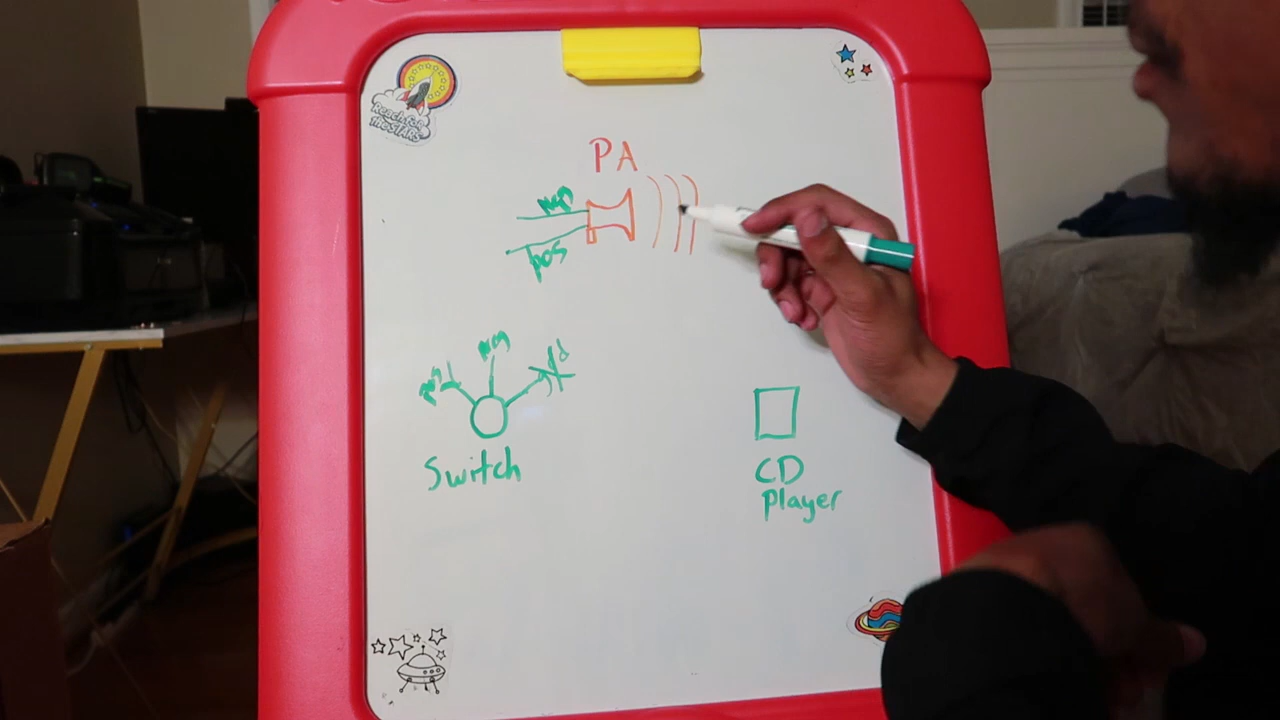 Reach for
the STARS
PA
neg
pos
neg
Switch
CD
player